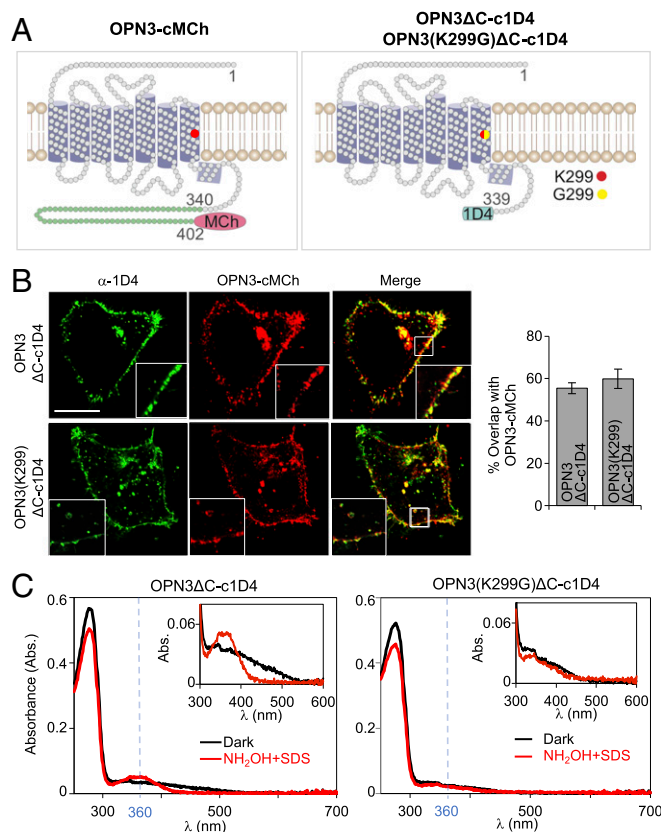 A
OPN3-cMCh
OPN3ΔC-c1D4
OPN3(K299G)ΔC-c1D4
1
340
402
MCh
1
339
1D4
K299
G299
B
α-1D4
OPN3-cMCh
Merge
OPN3
ΔC-c1D4
OPN3(K299)
ΔC-c1D4
% Overlap with
OPN3-cMCh
80
60
40
20
0
OPN3
ΔC-c1D4
OPN3(K299)
ΔC-c1D4
C
OPN3ΔC-c1D4
Absorbance (Abs.)
0.6
0.4
0.2
0
300
360
500
700
λ (nm)
Abs.
0.06
0
300
400
500
600
λ (nm)
Dark
NH₂OH+SDS
OPN3(K299G)ΔC-c1D4
0.6
0.4
0.2
0
300
360
500
700
λ (nm)
Abs.
0.06
0
300
400
500
600
λ (nm)
Dark
NH₂OH+SDS